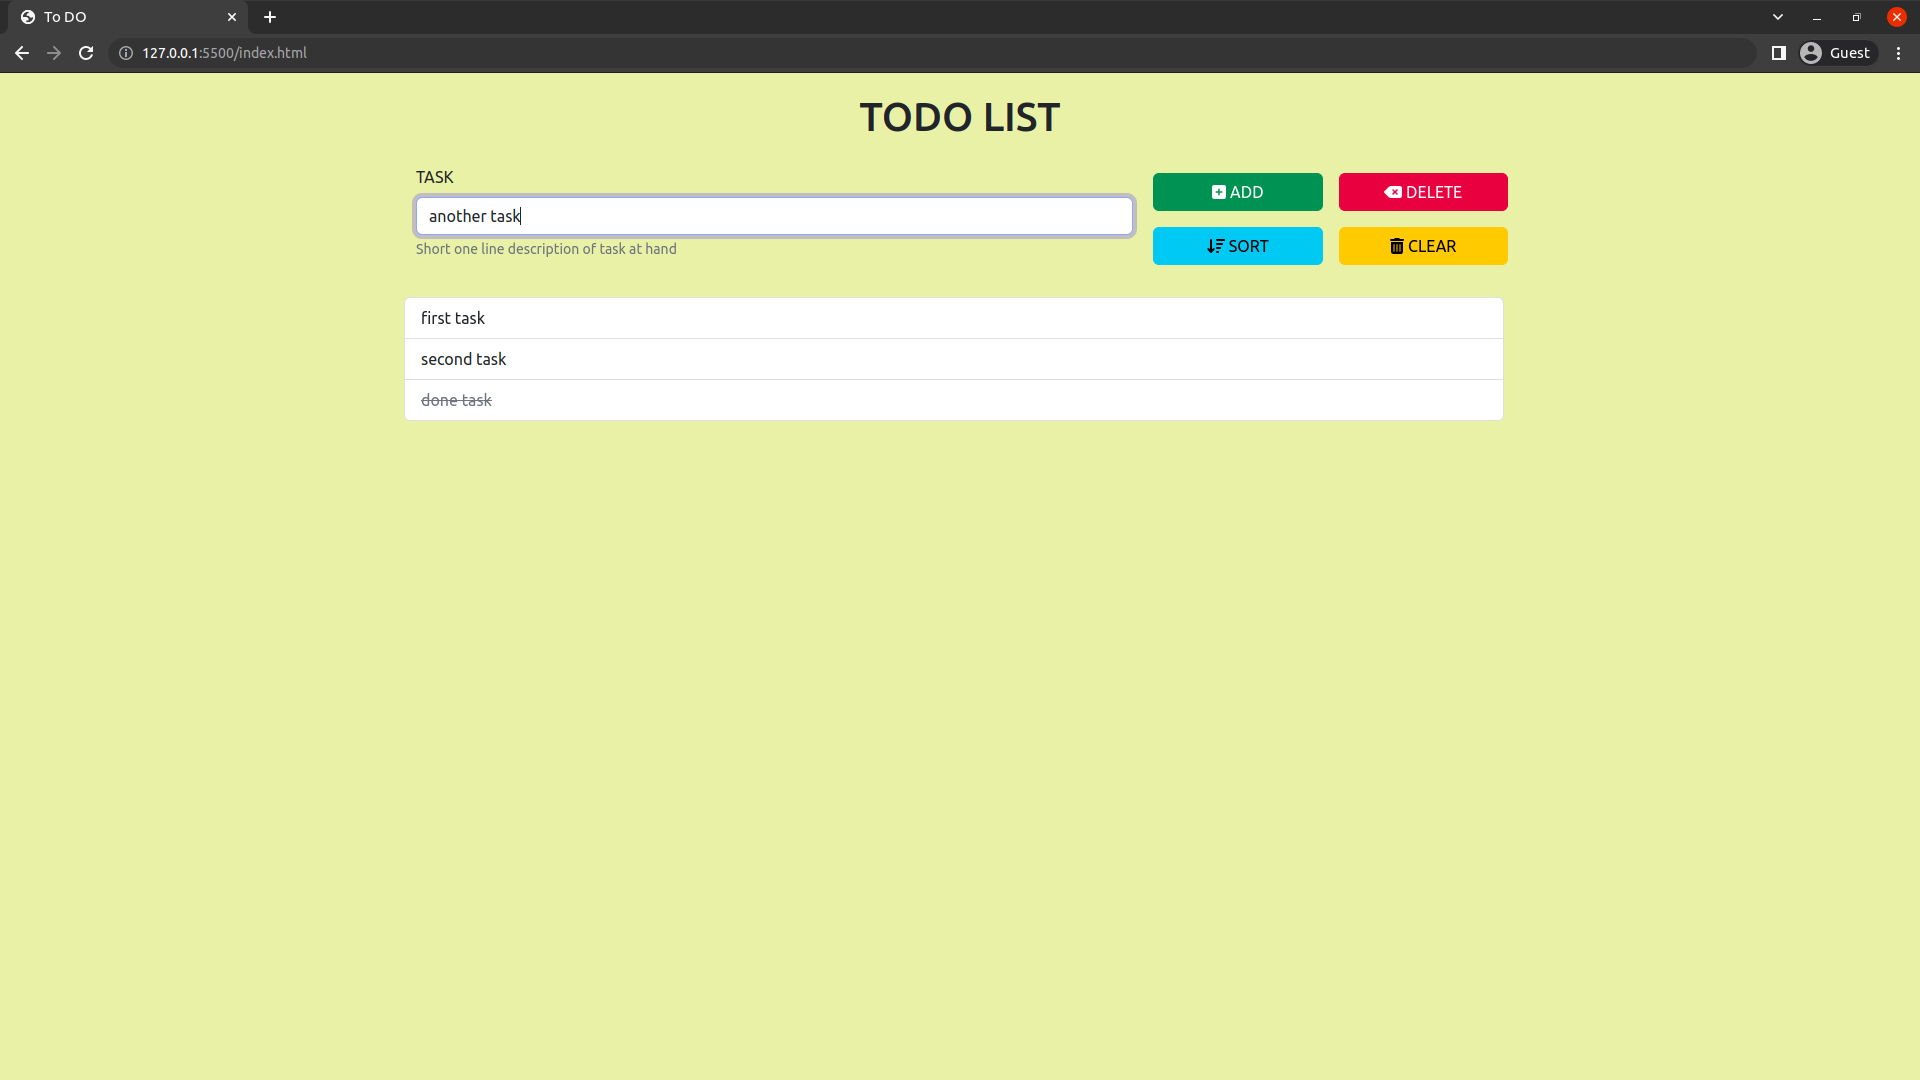 To DO
127.0.0.1:5500/index.html
Guest
TODO LIST
TASK
another task
Short one line description of task at hand
ADD
DELETE
SORT
CLEAR
first task
second task
done task